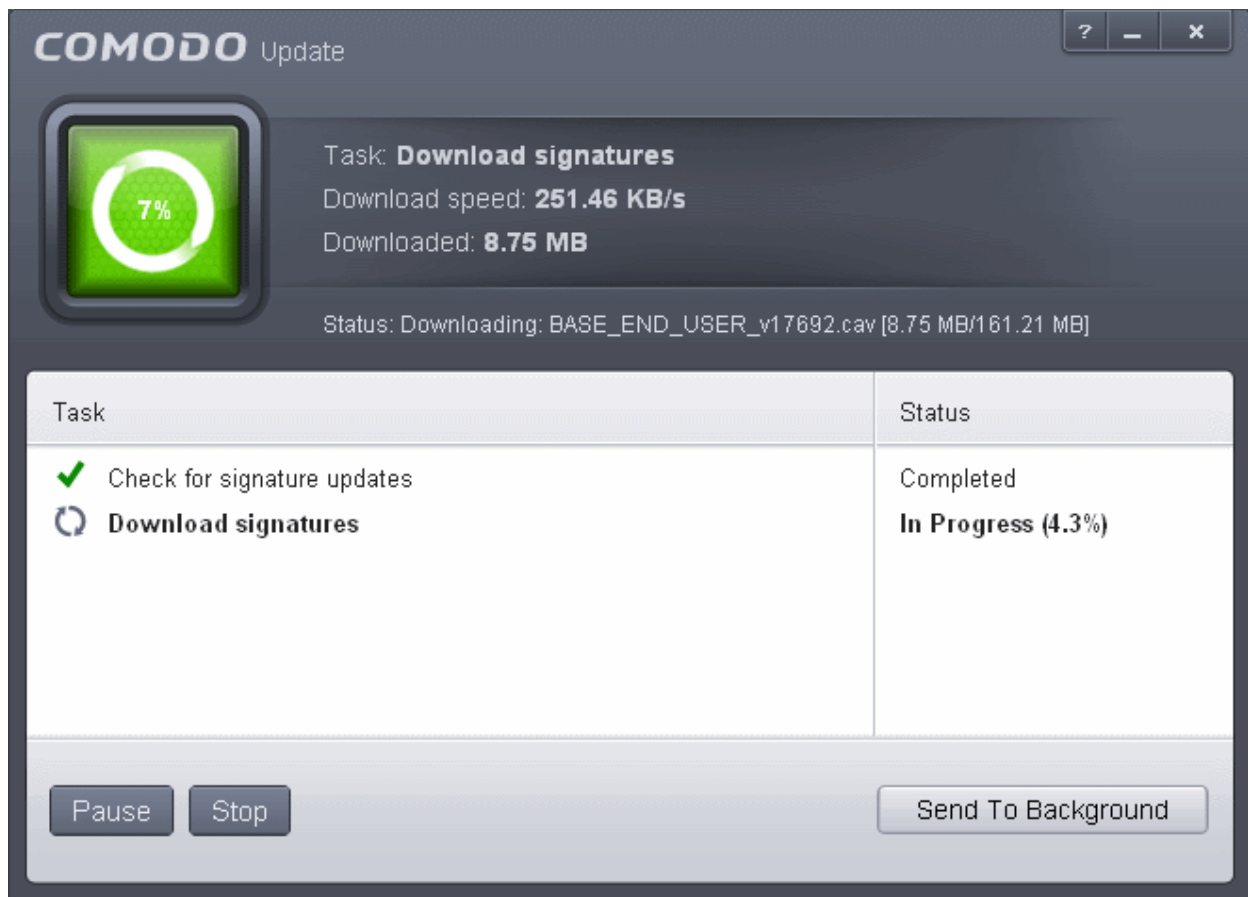 COMODO Update
? – ×
7%
Task: Download signatures
Download speed: 251.46 KB/s
Downloaded: 8.75 MB
Status: Downloading: BASE_END_USER_v17692.cav [8.75 MB/161.21 MB]
Task Status
Check for signature updates Completed
Download signatures In Progress (4.3%)
Pause Stop Send To Background